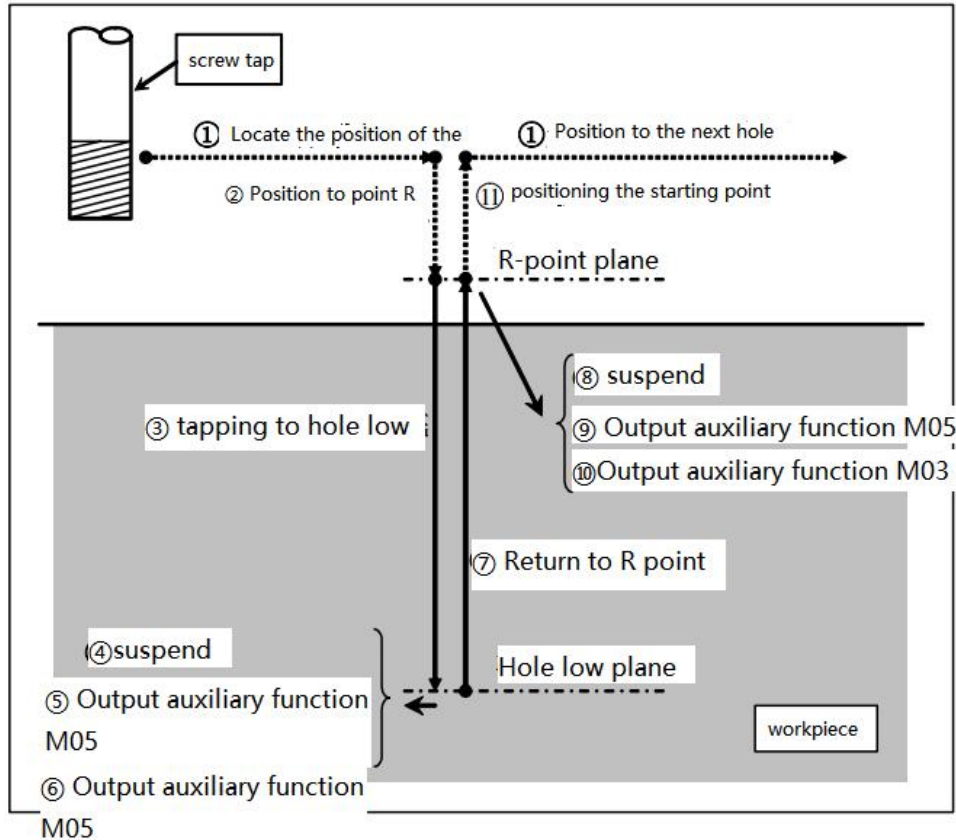 screw tap
① Locate the position of the
① Position to the next hole
② Position to point R
⑪ positioning the starting point
R-point plane
⑧ suspend
③ tapping to hole low
⑨ Output auxiliary function M05
⑩Output auxiliary function M03
⑦ Return to R point
④suspend
Hole low plane
⑤ Output auxiliary function
M05
workpiece
⑥ Output auxiliary function
M05